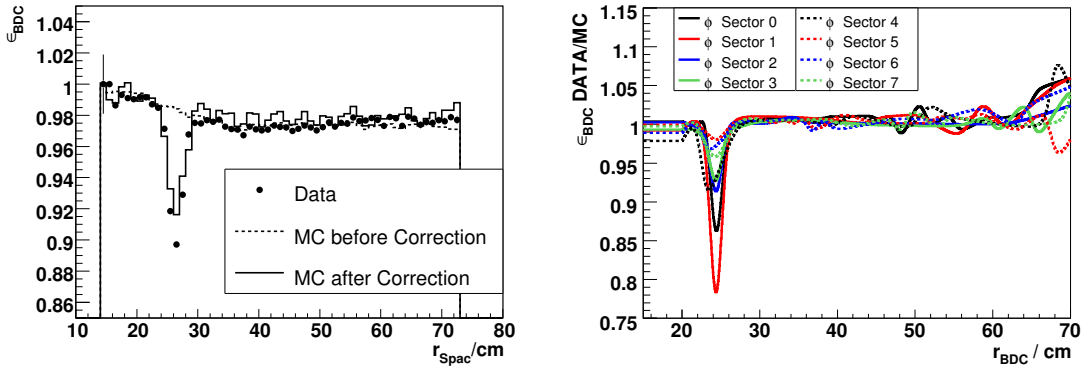 ϵ_BDC
1.04
1.02
1
0.98
0.96
0.94
0.92
0.9
0.88
0.86
Data
MC before Correction
MC after Correction
10 20 30 40 50 60 70 80
r_Spac/cm
ϵ_BDC DATA/MC
1.15
1.1
1.05
1
0.95
0.9
0.85
0.8
0.75
ϕ Sector 0
ϕ Sector 1
ϕ Sector 2
ϕ Sector 3
ϕ Sector 4
ϕ Sector 5
ϕ Sector 6
ϕ Sector 7
20 30 40 50 60 70
r_BDC / cm